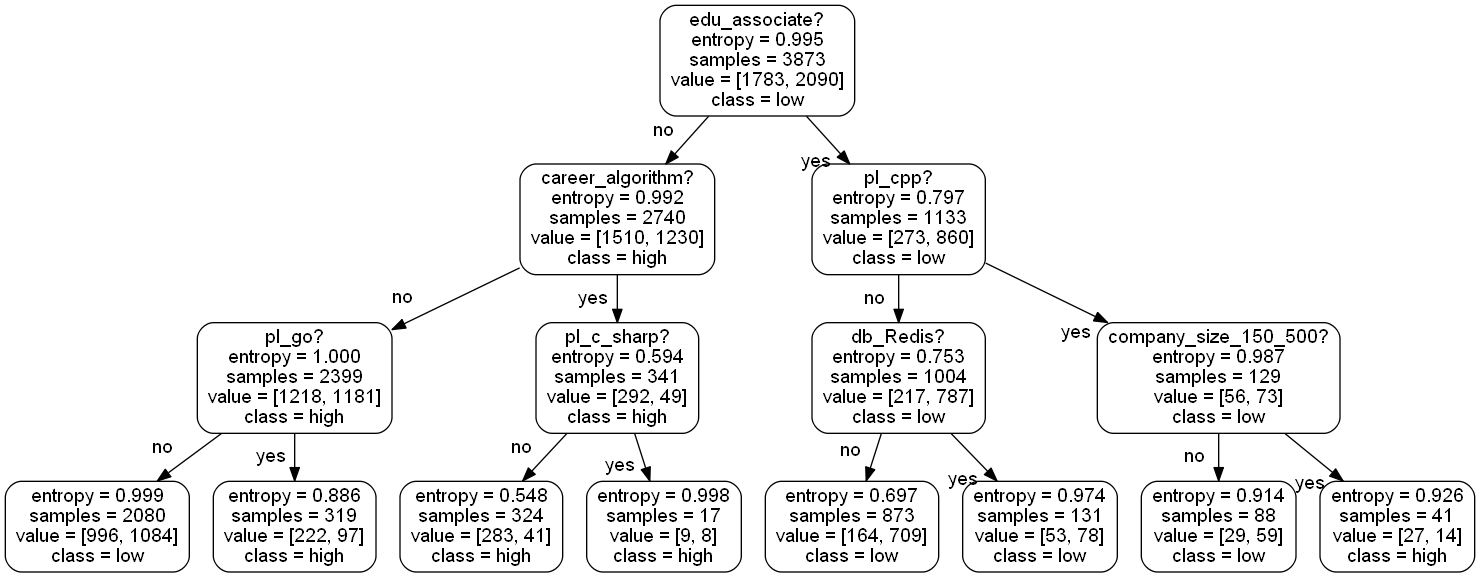 edu_associate?
entropy = 0.995
samples = 3873
value = [1783, 2090]
class = low
no
yes
career_algorithm?
entropy = 0.992
samples = 2740
value = [1510, 1230]
class = high
pl_cpp?
entropy = 0.797
samples = 1133
value = [273, 860]
class = low
no
yes
no
yes
pl_go?
entropy = 1.000
samples = 2399
value = [1218, 1181]
class = high
pl_c_sharp?
entropy = 0.594
samples = 341
value = [292, 49]
class = high
db_Redis?
entropy = 0.753
samples = 1004
value = [217, 787]
class = low
company_size_150_500?
entropy = 0.987
samples = 129
value = [56, 73]
class = low
no
yes
no
yes
no
yes
no
yes
entropy = 0.999
samples = 2080
value = [996, 1084]
class = low
entropy = 0.886
samples = 319
value = [222, 97]
class = high
entropy = 0.548
samples = 324
value = [283, 41]
class = high
entropy = 0.998
samples = 17
value = [9, 8]
class = high
entropy = 0.697
samples = 873
value = [164, 709]
class = low
entropy = 0.974
samples = 131
value = [53, 78]
class = low
entropy = 0.914
samples = 88
value = [29, 59]
class = low
entropy = 0.926
samples = 41
value = [27, 14]
class = high